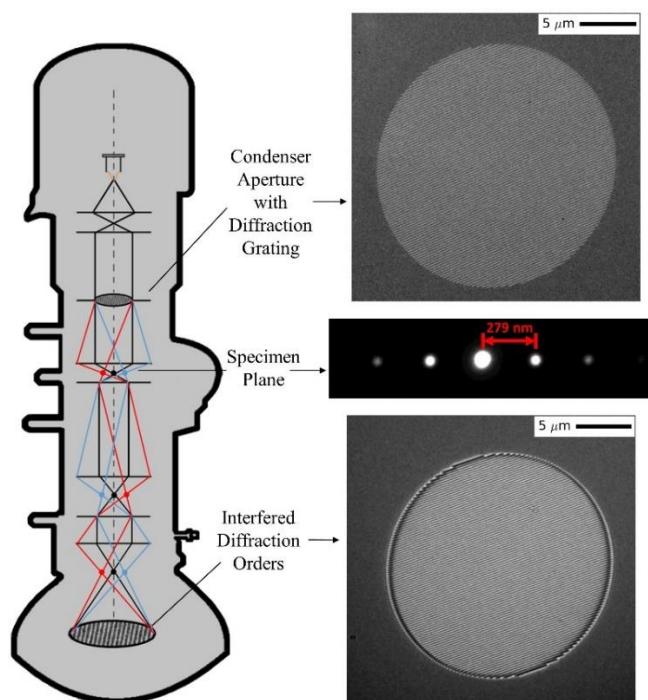 5 μm
Condenser
Aperture
with
Diffraction
Grating
279 nm
Specimen
Plane
5 μm
Interfered
Diffraction
Orders